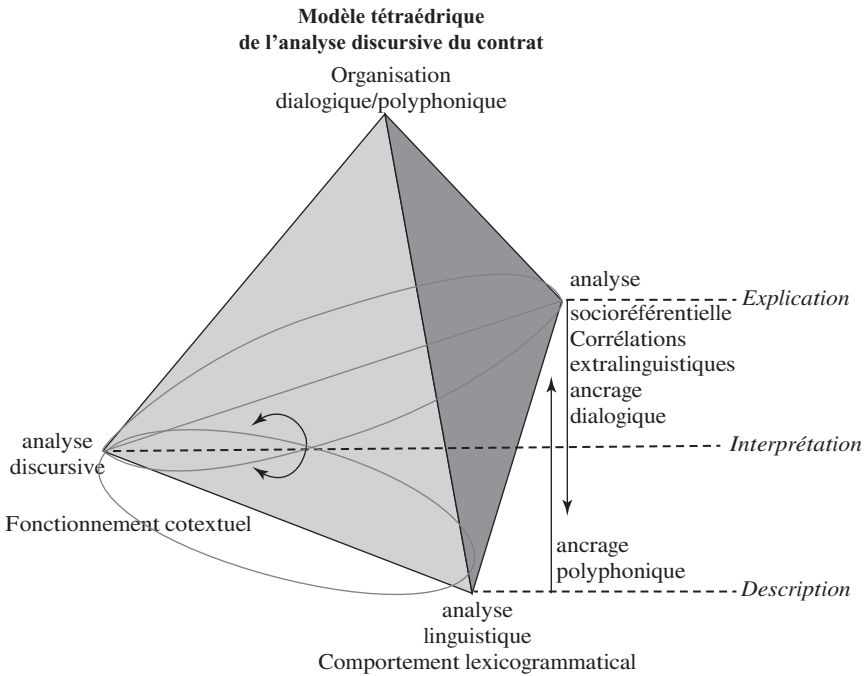 Modèle tétraédrique
de l'analyse discursive du contrat
Organisation
dialogique/polyphonique
analyse
socioréférentielle
Corrélations
extralinguistiques
ancrage
dialogique
Explication
analyse
discursive
Interprétation
Fonctionnement cotextuel
ancrage
polyphonique
Description
analyse
linguistique
Comportement lexicogrammatical